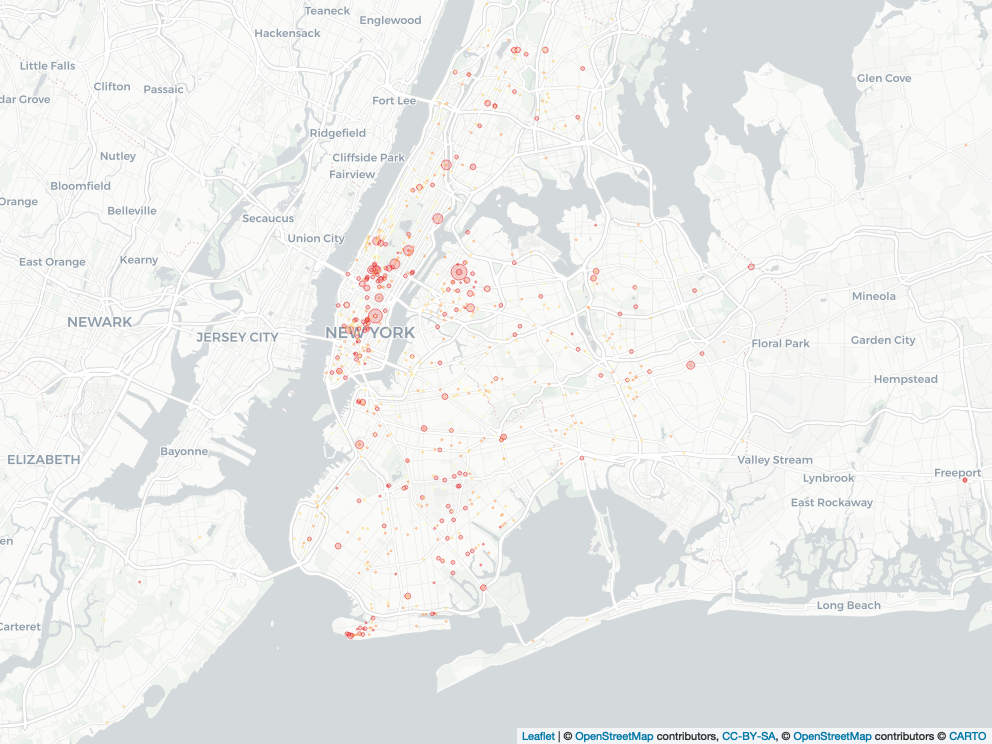 Teaneck
Englewood
Hackensack
Little Falls
Glen Cove
Clifton
Passaic
dar Grove
Fort Lee
Ridgefield
Nutley
Cliffside Park
Fairview
Bloomfield
Orange
Belleville
Secaucus
Union City
East Orange
Kearny
Mineola
NEWARK
JERSEY CITY
NEW YORK
Floral Park
Garden City
Hempstead
ELIZABETH
Bayonne
Valley Stream
Lynbrook
Freeport
East Rockaway
en
Long Beach
Carteret
Leaflet | © OpenStreetMap contributors, CC-BY-SA, © OpenStreetMap contributors © CARTO